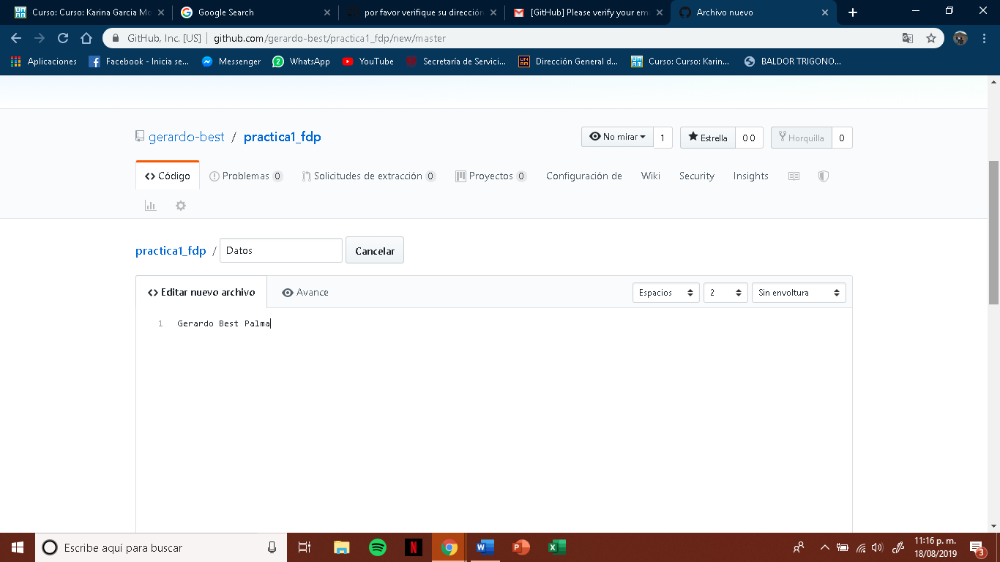 Curso: Curso: Karina Garcia Mo
Google Search
por favor verifique su dirección
[GitHub] Please verify your em
Archivo nuevo
GitHub, Inc. [US] | github.com/gerardo-best/practica1_fdp/new/master
Aplicaciones
Facebook - Inicia se...
Messenger
WhatsApp
YouTube
Secretaría de Servici...
Dirección General d...
Curso: Curso: Karin...
BALDOR TRIGONO...
gerardo-best / practica1_fdp
No mirar 1
Estrella 0 0
Horquilla 0
Código
Problemas 0
Solicitudes de extracción 0
Proyectos 0
Configuración de
Wiki
Security
Insights
practica1_fdp / Datos
Cancelar
Editar nuevo archivo
Avance
Espacios
2
Sin envoltura
1 Gerardo Best Palma
Escribe aquí para buscar
11:16 p. m.
18/08/2019
3